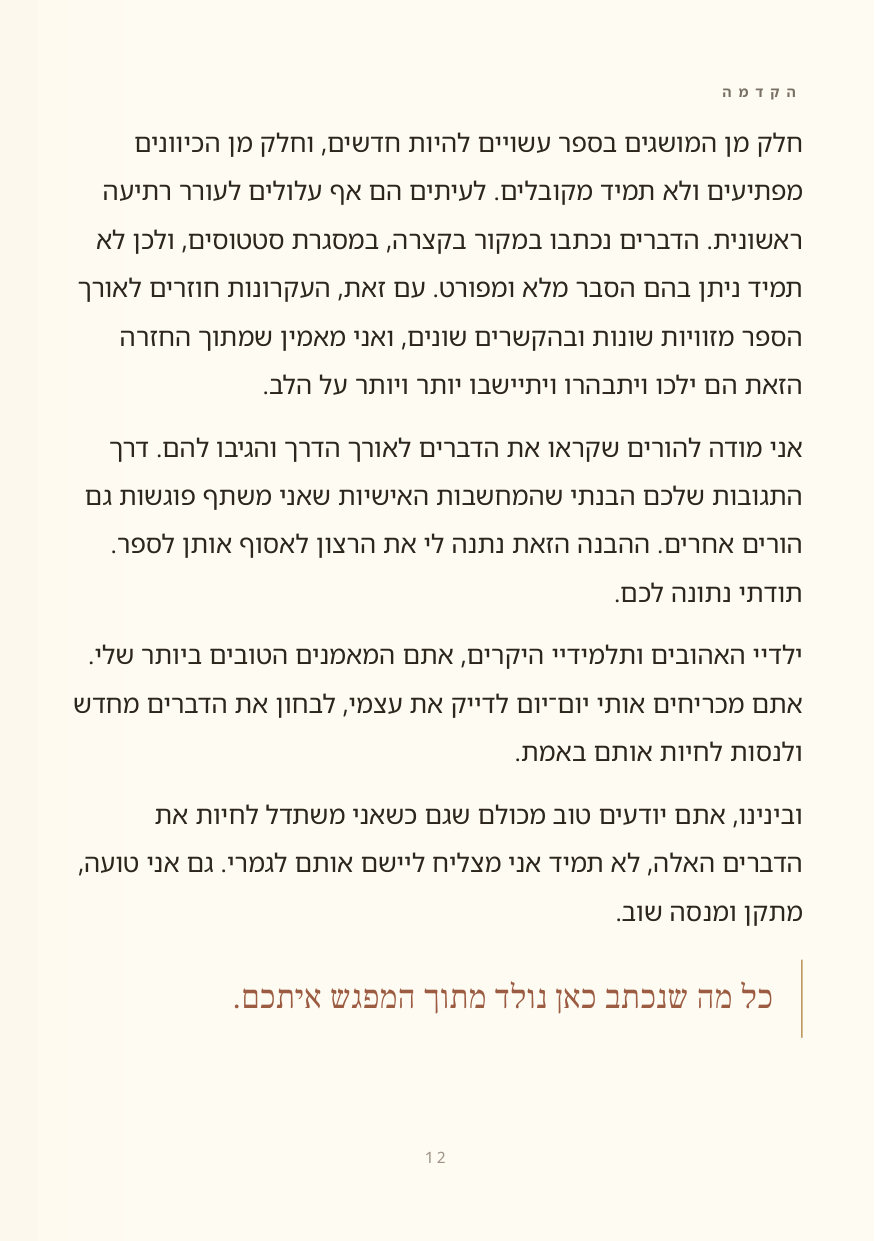 הקדמה
חלק מן המושגים בספר עשויים להיות חדשים, וחלק מן הכיוונים
מפתיעים ולא תמיד מקובלים. לעיתים הם אף עלולים לעורר רתיעה
ראשונית. הדברים נכתבו במקור בקצרה, במסגרת סטטוסים, ולכן לא
תמיד ניתן בהם הסבר מלא ומפורט. עם זאת, העקרונות חוזרים לאורך
הספר מזוויות שונות ובהקשרים שונים, ואני מאמין שמתוך החזרה
הזאת הם ילכו ויתבהרו ויתיישבו יותר ויותר על הלב.
אני מודה להורים שקראו את הדברים לאורך הדרך והגיבו להם. דרך
התגובות שלכם הבנתי שהמחשבות האישיות שאני משתף פוגשות גם
הורים אחרים. ההבנה הזאת נתנה לי את הרצון לאסוף אותן לספר.
תודתי נתונה לכם.
ילדיי האהובים ותלמידיי היקרים, אתם המאמנים הטובים ביותר שלי.
אתם מכריחים אותי יום־יום לדייק את עצמי, לבחון את הדברים מחדש
ולנסות לחיות אותם באמת.
ובינינו, אתם יודעים טוב מכולם שגם כשאני משתדל לחיות את
הדברים האלה, לא תמיד אני מצליח ליישם אותם לגמרי. גם אני טועה,
מתקן ומנסה שוב.
כל מה שנכתב כאן נולד מתוך המפגש איתכם.
12